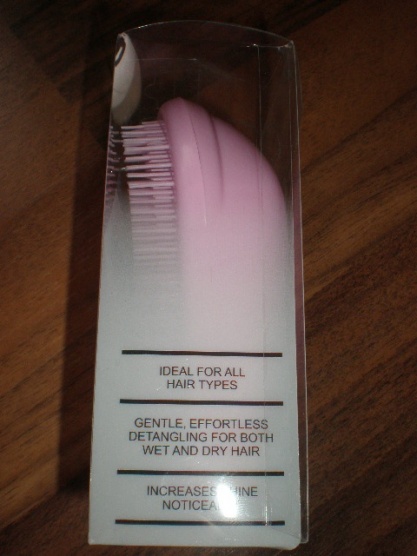 IDEAL FOR ALL
HAIR TYPES
GENTLE, EFFORTLESS
DETANGLING FOR BOTH
WET AND DRY HAIR
INCREASES